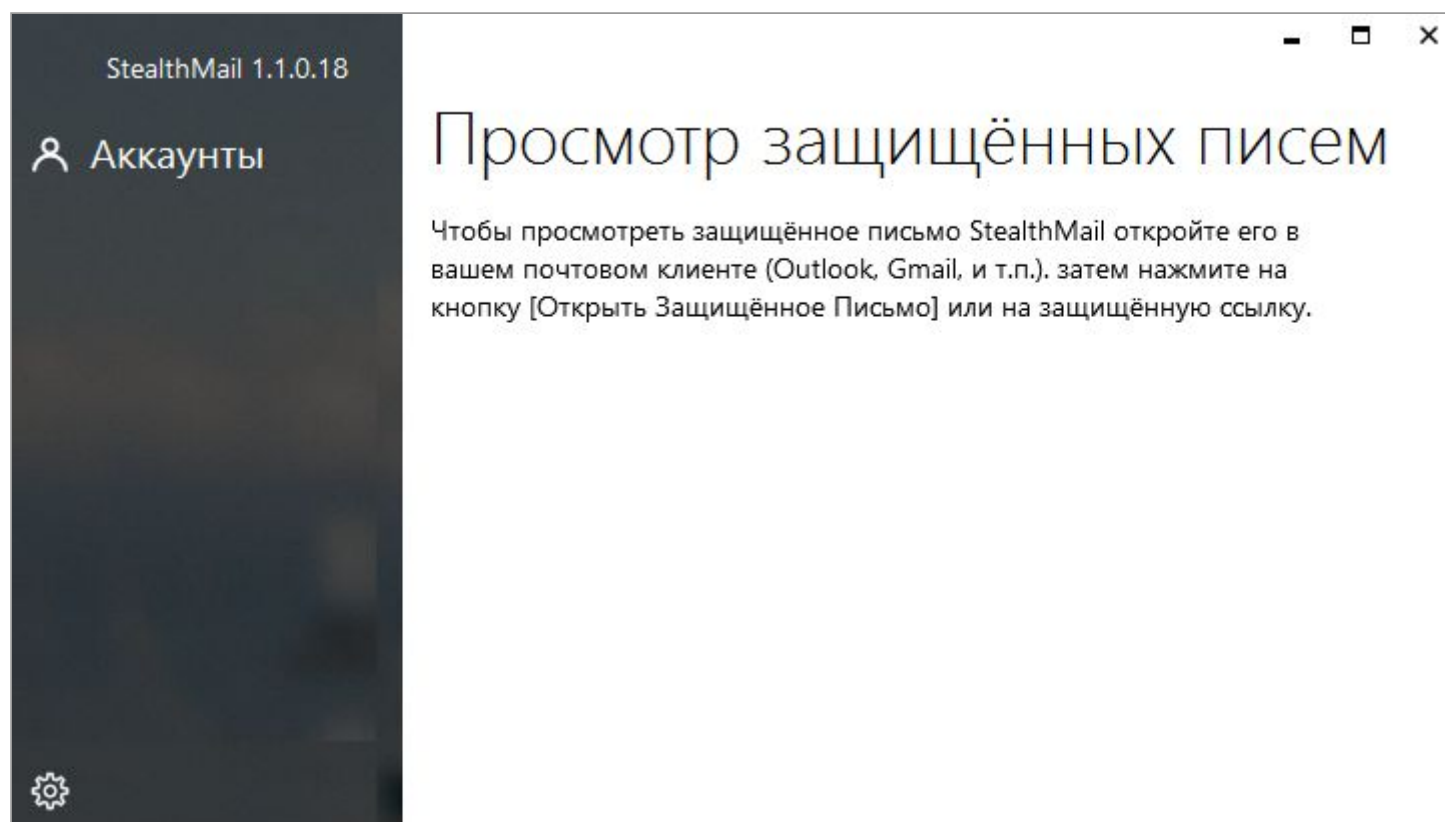 StealthMail 1.1.0.18
Аккаунты
Просмотр защищённых писем
Чтобы просмотреть защищённое письмо StealthMail откройте его в
вашем почтовом клиенте (Outlook, Gmail, и т.п.). затем нажмите на
кнопку [Открыть Защищённое Письмо] или на защищённую ссылку.